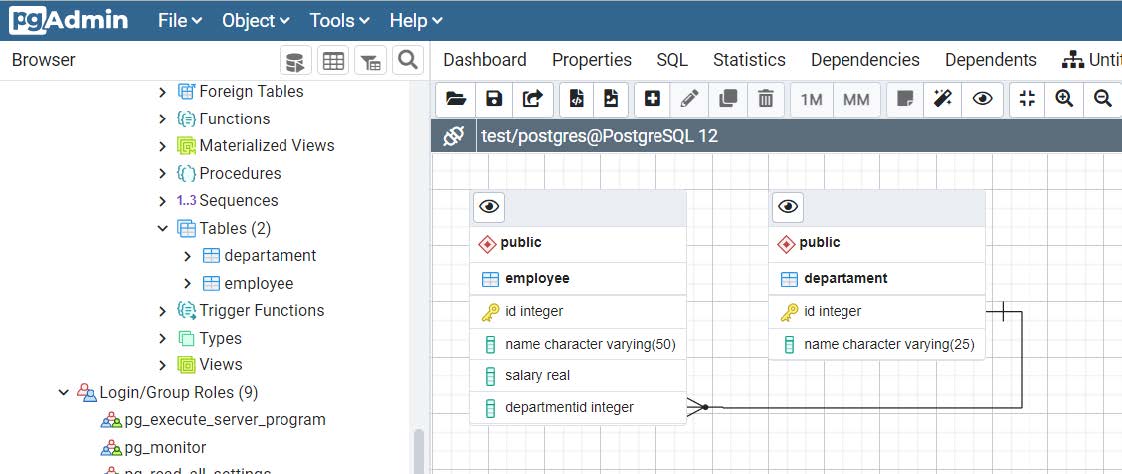 pgAdmin File Object Tools Help
Browser
Dashboard Properties SQL Statistics Dependencies Dependents Untit
1M MM
test/postgres@PostgreSQL 12
Foreign Tables
Functions
Materialized Views
Procedures
1..3 Sequences
Tables (2)
departament
employee
Trigger Functions
Types
Views
Login/Group Roles (9)
pg_execute_server_program
pg_monitor
pg_read_all_settings
public
employee
id integer
name character varying(50)
salary real
departmentid integer
public
departament
id integer
name character varying(25)